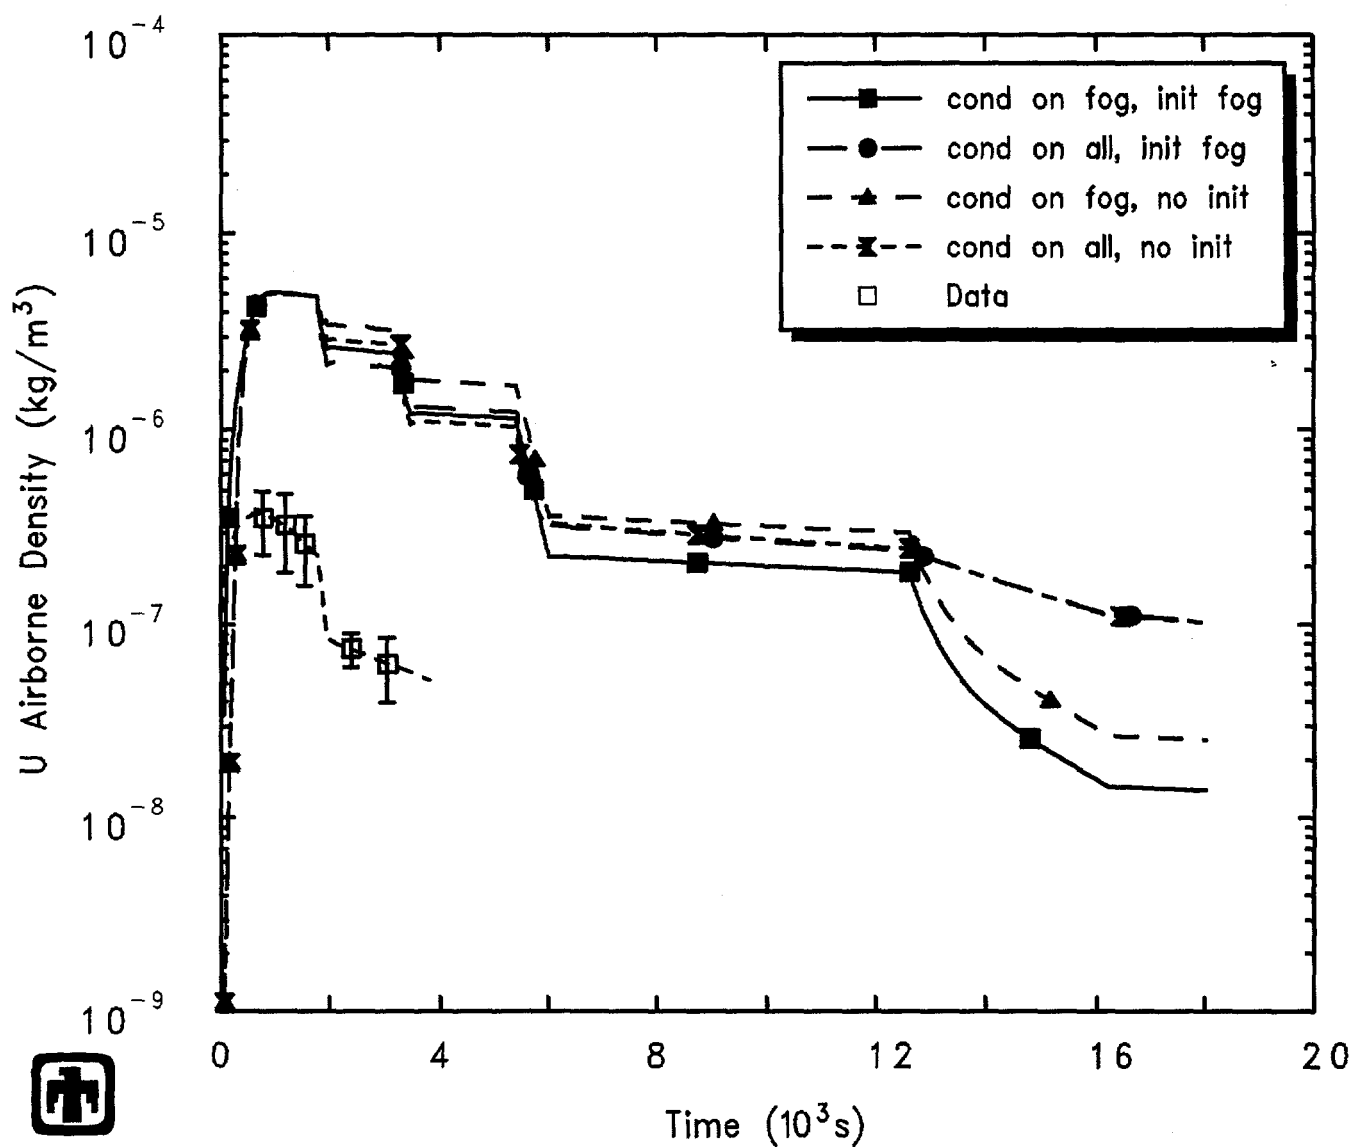 10⁻⁴
cond on fog, init fog
cond on all, init fog
cond on fog, no init
cond on all, no init
Data
10⁻⁵
10⁻⁶
10⁻⁷
10⁻⁸
10⁻⁹
U Airborne Density (kg/m³)
0 4 8 12 16 20
Time (10³s)